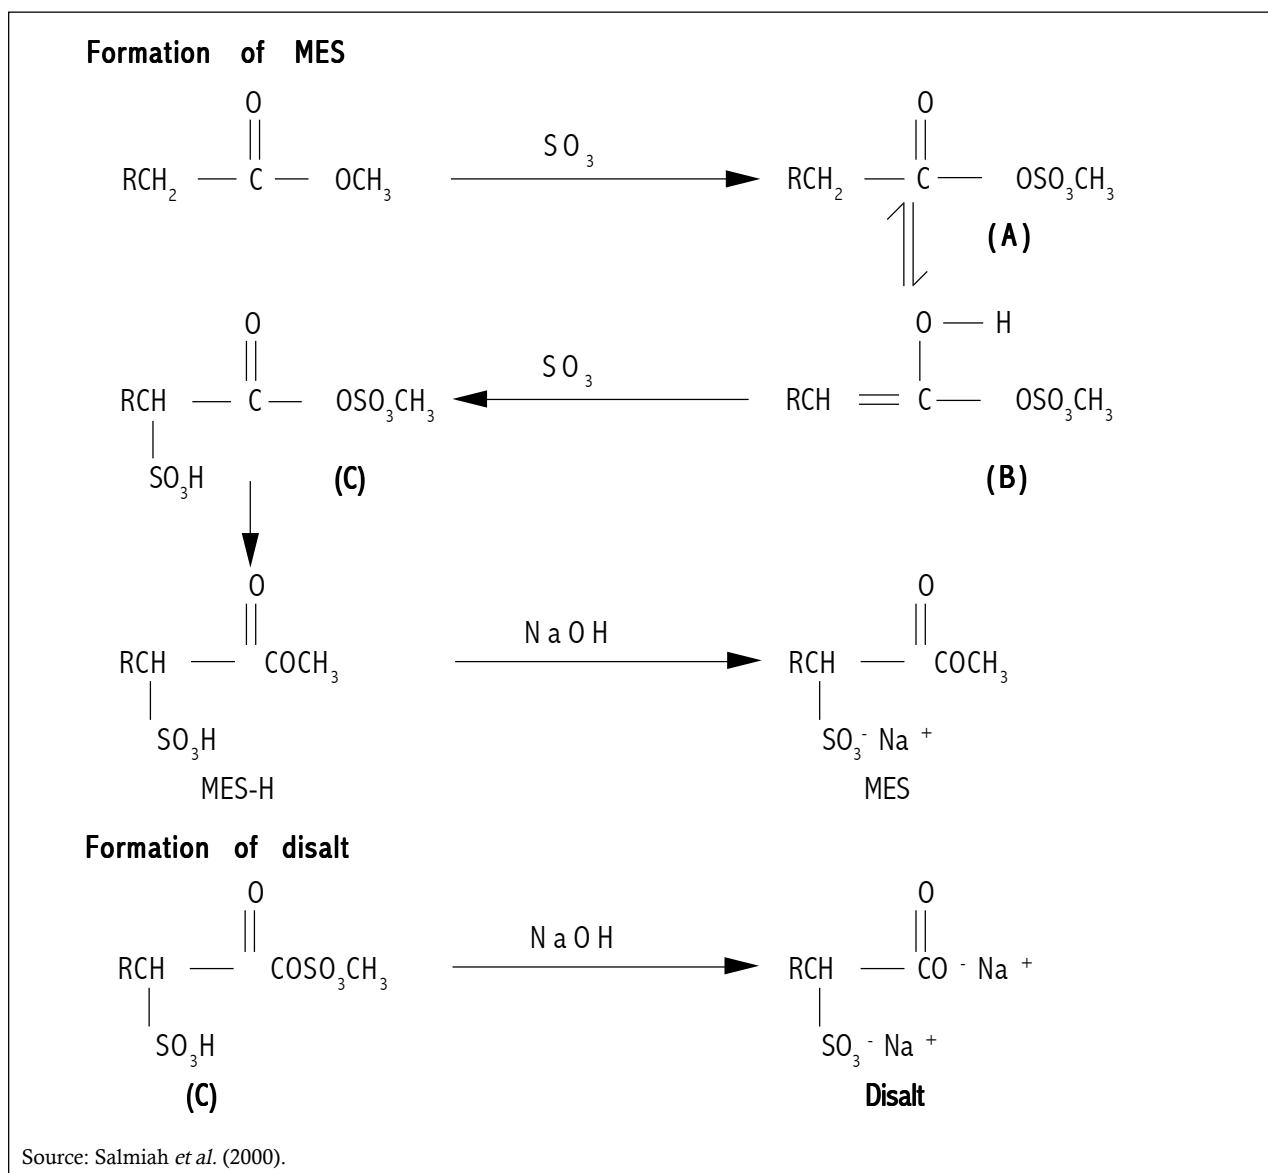 Formation of MES
O O
SO₃
RCH₂ — C — OCH₃ RCH₂ — C — OSO₃CH₃
(A)
O O — H
SO₃
RCH — C — OSO₃CH₃ RCH = C — OSO₃CH₃
SO₃H (C) (B)
O O
NaOH
RCH — COCH₃ RCH — COCH₃
SO₃H SO₃⁻ Na⁺
MES-H MES
Formation of disalt
O O
NaOH
RCH — COSO₃CH₃ RCH — CO⁻ Na⁺
SO₃H SO₃⁻ Na⁺
(C) Disalt
Source: Salmiah et al. (2000).